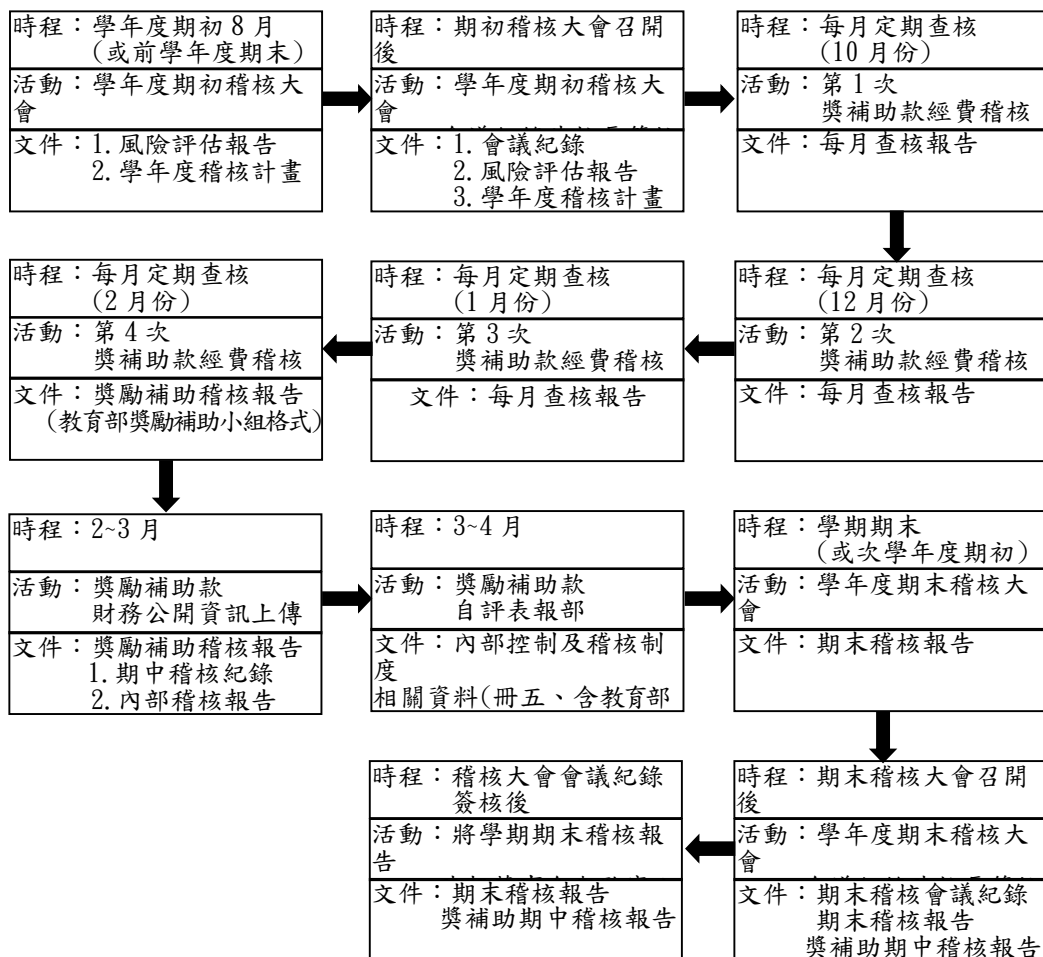 時程：學年度期初8月
(或前學年度期末)
活動：學年度期初稽核大
會
文件：1.風險評估報告
2.學年度稽核計畫
時程：期初稽核大會召開
後
活動：學年度期初稽核大
會
文件：1.會議紀錄
2.風險評估報告
3.學年度稽核計畫
時程：每月定期查核
(10月份)
活動：第1次
獎補助款經費稽核
文件：每月查核報告
時程：每月定期查核
(12月份)
活動：第2次
獎補助款經費稽核
文件：每月查核報告
時程：每月定期查核
(1月份)
活動：第3次
獎補助款經費稽核
文件：每月查核報告
時程：每月定期查核
(2月份)
活動：第4次
獎補助款經費稽核
文件：獎勵補助稽核報告
(教育部獎勵補助小組格式)
時程：2~3月
活動：獎勵補助款
財務公開資訊上傳
文件：獎勵補助稽核報告
1.期中稽核紀錄
2.內部稽核報告
時程：3~4月
活動：獎勵補助款
自評表報部
文件：內部控制及稽核制
度
相關資料(冊五、含教育部
時程：學期期末
(或次學年度期初)
活動：學年度期末稽核大
會
文件：期末稽核報告
時程：期末稽核大會召開
後
活動：學年度期末稽核大
會
文件：期末稽核會議紀錄
期末稽核報告
獎補助期中稽核報告
時程：稽核大會會議紀錄
簽核後
活動：將學期期末稽核報
告
文件：期末稽核報告
獎補助期中稽核報告